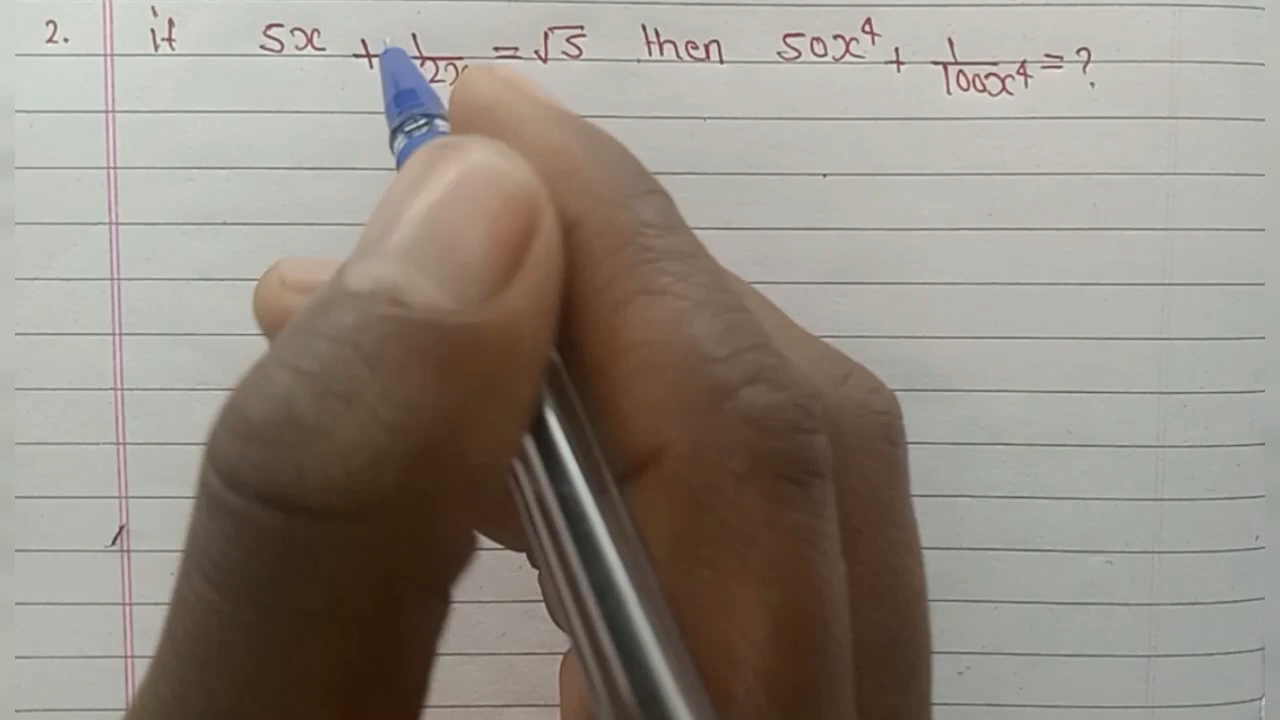 2. if 5x + 1/2x = √5 then 50x⁴ + 1/100x⁴ = ?